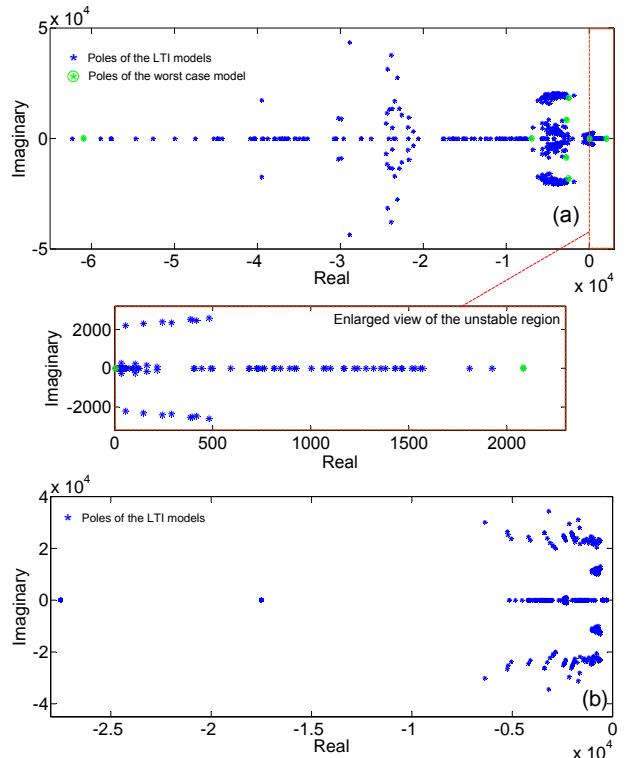 x 10^4
5
0
-5
Imaginary
Poles of the LTI models
Poles of the worst case model
(a)
-6 -5 -4 -3 -2 -1 0
Real
x 10^4
Enlarged view of the unstable region
2000
0
-2000
Imaginary
0 500 1000 1500 2000
Real
x 10^4
4
2
0
-2
-4
Imaginary
Poles of the LTI models
(b)
-2.5 -2 -1.5 -1 -0.5 0
Real
x 10^4